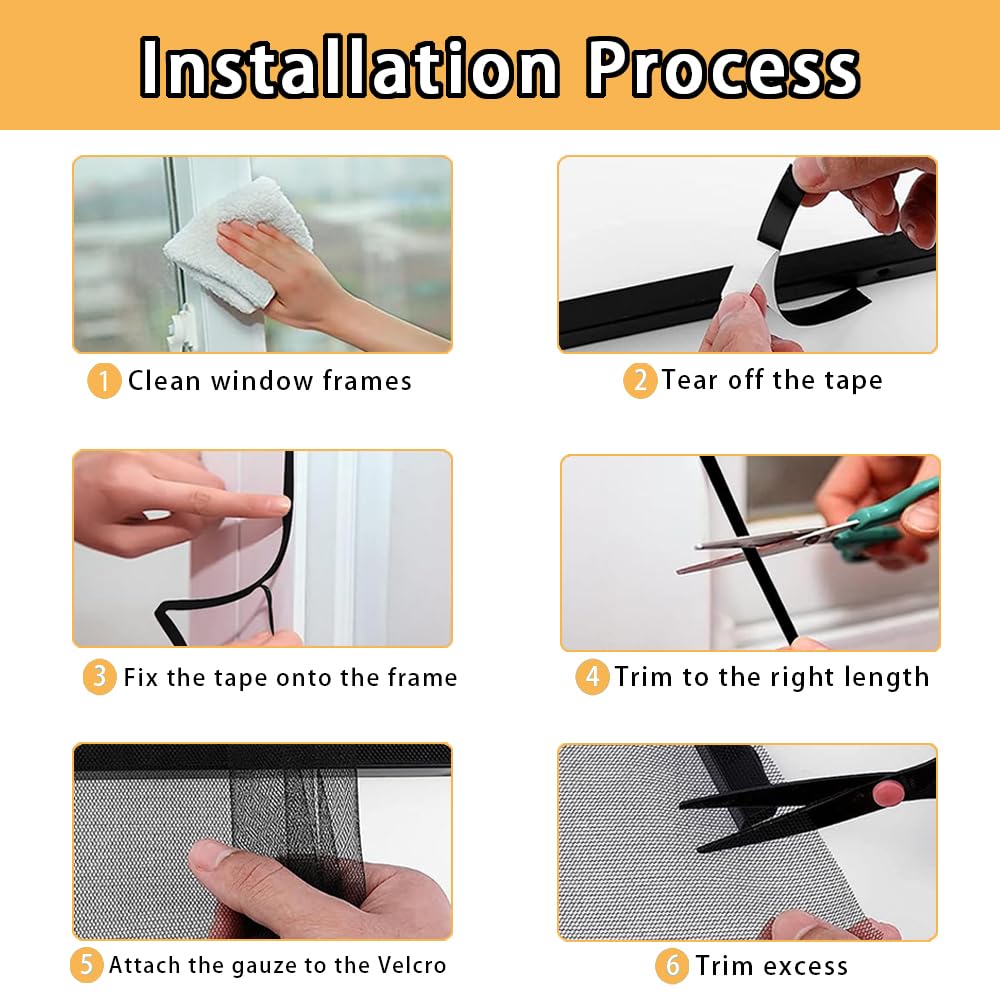 Installation Process
1 Clean window frames
2 Tear off the tape
3 Fix the tape onto the frame
4 Trim to the right length
5 Attach the gauze to the Velcro
6 Trim excess